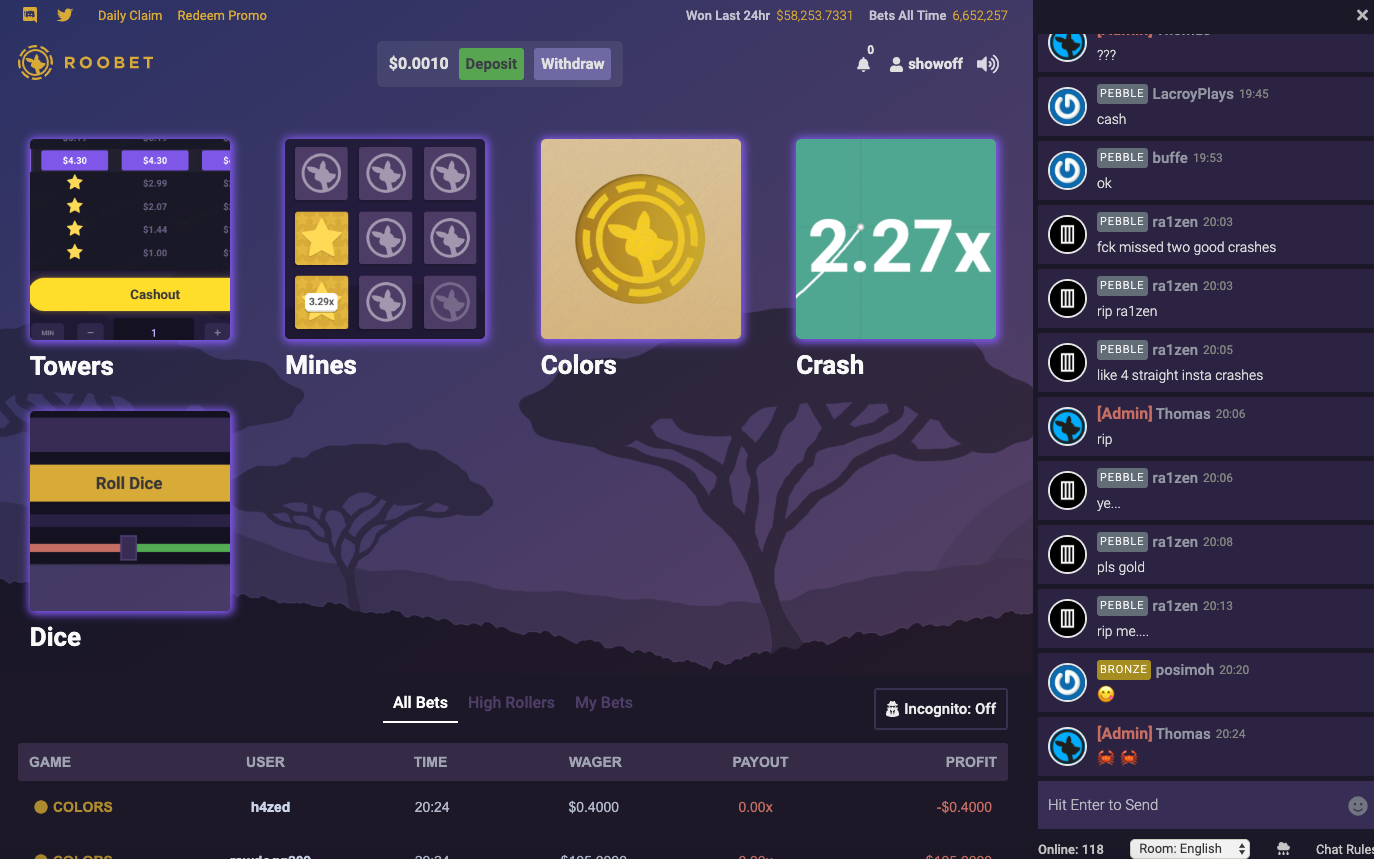 Daily Claim Redeem Promo Won Last 24hr $58,253.7331 Bets All Time 6,652,257
ROOBET $0.0010 Deposit Withdraw 0 showoff
$4.30 $4.30
$2.99
$2.07
$1.44
$1.00
Cashout
MIN − 1 +
Towers
3.29x
Mines
Colors
2.27x
Crash
Roll Dice
Dice
All Bets High Rollers My Bets Incognito: Off
GAME USER TIME WAGER PAYOUT PROFIT
COLORS h4zed 20:24 $0.4000 0.00x -$0.4000
COLORS
???
PEBBLE LacroyPlays 19:45
cash
PEBBLE buffe 19:53
ok
PEBBLE ra1zen 20:03
fck missed two good crashes
PEBBLE ra1zen 20:03
rip ra1zen
PEBBLE ra1zen 20:05
like 4 straight insta crashes
[Admin] Thomas 20:06
rip
PEBBLE ra1zen 20:06
ye...
PEBBLE ra1zen 20:08
pls gold
PEBBLE ra1zen 20:13
rip me....
BRONZE posimoh 20:20
[Admin] Thomas 20:24
Hit Enter to Send
Online: 118 Room: English Chat Rules